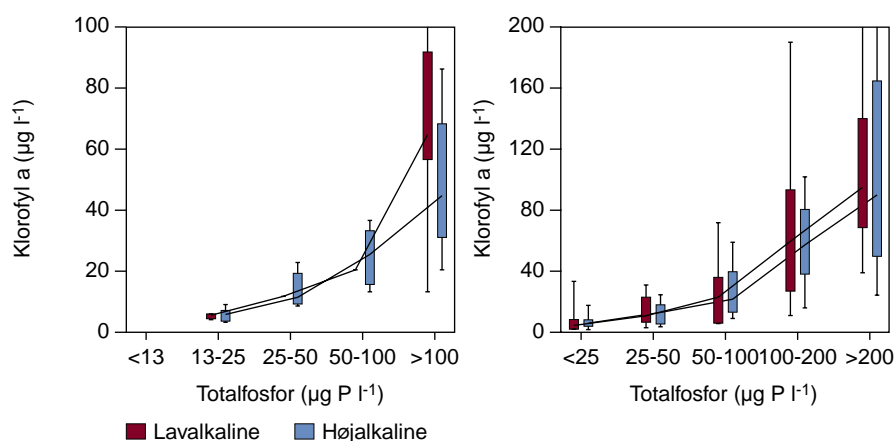 Klorofyl a (µg l-1)
100
80
60
40
20
0
<13 13-25 25-50 50-100 >100
Totalfosfor (µg P l-1)
Klorofyl a (µg l-1)
200
160
120
80
40
0
<25 25-50 50-100 100-200 >200
Totalfosfor (µg P l-1)
Lavalkaline Højalkaline